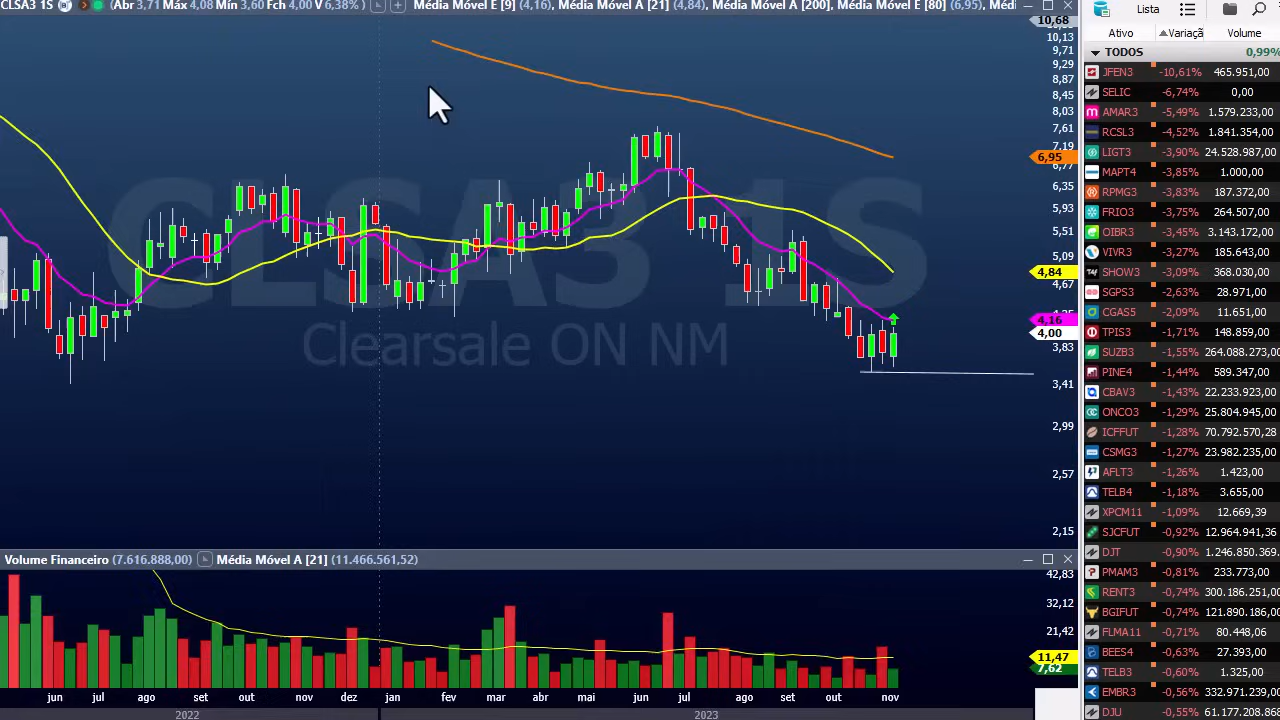 CLSA3 1S (Abr 3,71 Máx 4,08 Min 3,60 Fch 4,00 V 6,38%) Média Móvel E [9] (4,16), Média Móvel A [21] (4,84), Média Móvel A [200], Média Móvel E [80] (6,95), Médi
CLSA3 1S
Clearsale ON NM
10,68
10,13
9,71
9,29
8,87
8,45
8,03
7,61
7,19
6,95
6,77
6,35
5,93
5,51
5,09
4,84
4,67
4,16
4,00
3,83
3,41
2,99
2,57
2,15
Volume Financeiro (7.616.888,00) Média Móvel A [21] (11.466.561,52)
42,83
32,12
21,42
11,47
7,62
jun jul ago set out nov dez jan fev mar abr mai jun jul ago set out nov
2022 2023
Lista
Ativo Variaçã Volume
TODOS 0,99%
JFEN3 -10,61% 465.951,00
SELIC -6,74% 0,00
AMAR3 -5,49% 1.579.233,00
RCSL3 -4,52% 1.841.354,00
LIGT3 -3,90% 24.528.987,00
MAPT4 -3,85% 1.000,00
RPMG3 -3,83% 187.372,00
FRIO3 -3,75% 264.507,00
OIBR3 -3,45% 3.143.172,00
VIVR3 -3,27% 185.643,00
SHOW3 -3,09% 368.030,00
SGPS3 -2,63% 28.971,00
CGAS5 -2,09% 11.651,00
TPIS3 -1,71% 148.859,00
SUZB3 -1,55% 264.088.273,00
PINE4 -1,44% 589.347,00
CBAV3 -1,43% 22.233.923,00
ONCO3 -1,29% 25.804.945,00
ICFFUT -1,28% 70.792.570,28
CSMG3 -1,27% 23.982.235,00
AFLT3 -1,26% 1.423,00
TELB4 -1,18% 3.655,00
XPCM11 -1,09% 12.669,39
SJCFUT -0,92% 12.964.941,35
DJT -0,90% 1.246.850.369,
PMAM3 -0,81% 233.773,00
RENT3 -0,74% 300.186.251,00
BGIFUT -0,74% 121.890.186,00
FLMA11 -0,71% 80.448,06
BEES4 -0,63% 27.393,00
TELB3 -0,60% 1.325,00
EMBR3 -0,56% 332.971.239,00
DJU -0,55% 61.177.208.868